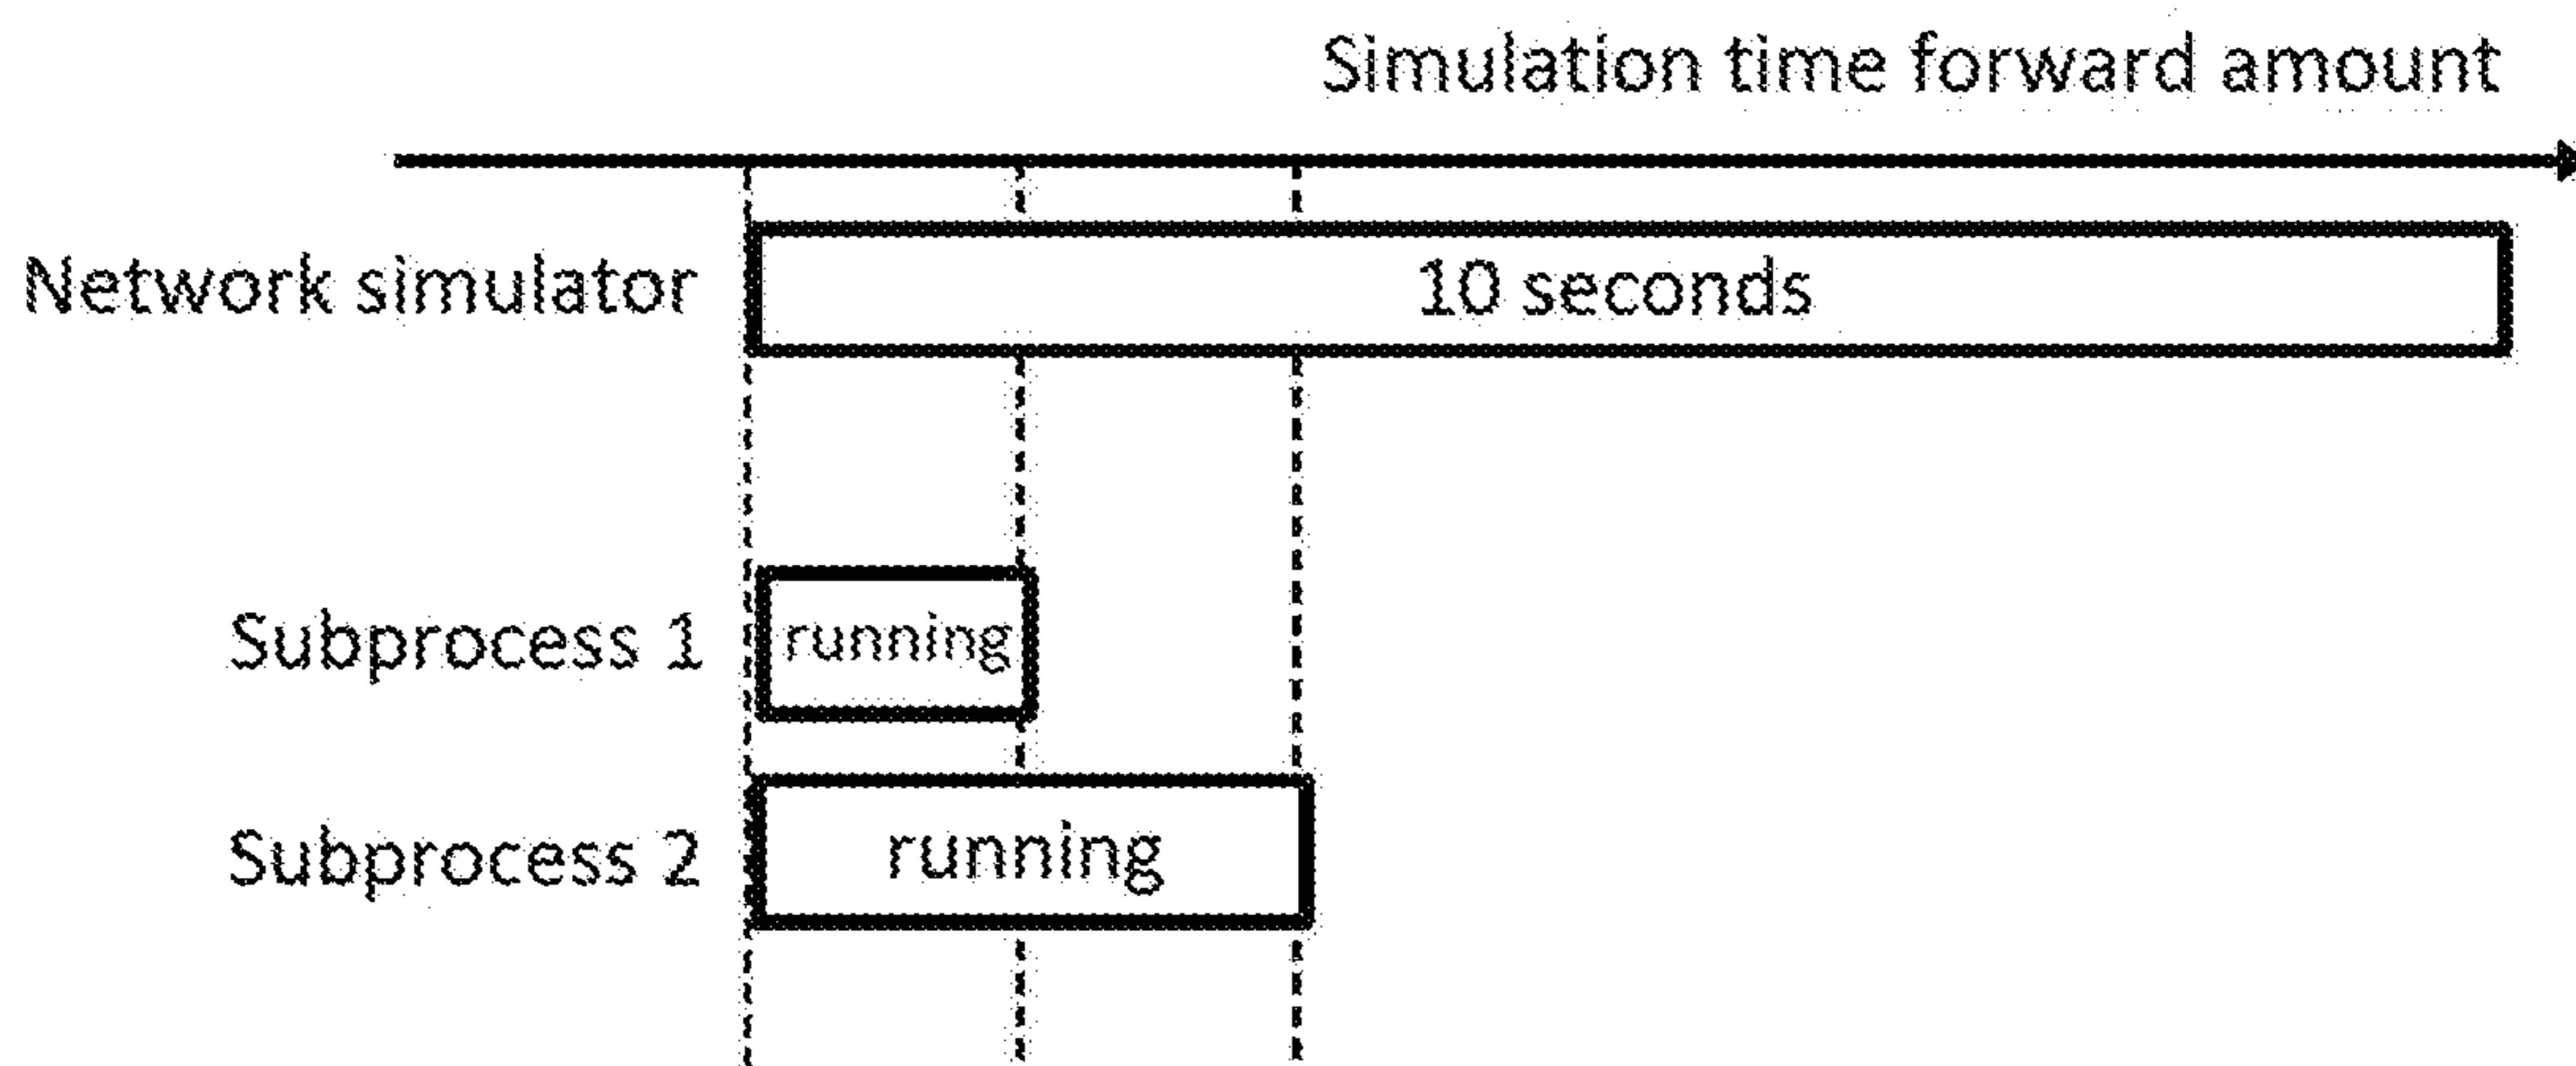 Simulation time forward amount
Network simulator
10 seconds
Subprocess 1
running
Subprocess 2
running